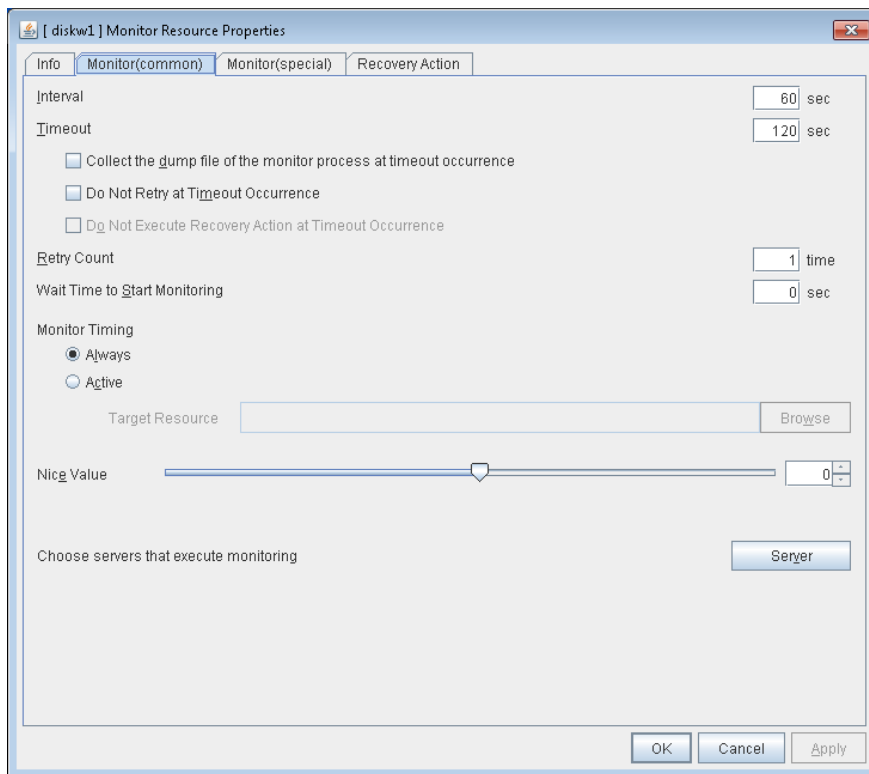 [ diskw1 ] Monitor Resource Properties
Info Monitor(common) Monitor(special) Recovery Action
Interval 60 sec
Timeout 120 sec
Collect the dump file of the monitor process at timeout occurrence
Do Not Retry at Timeout Occurrence
Do Not Execute Recovery Action at Timeout Occurrence
Retry Count 1 time
Wait Time to Start Monitoring 0 sec
Monitor Timing
Always
Active
Target Resource Browse
Nice Value 0
Choose servers that execute monitoring Server
OK Cancel Apply